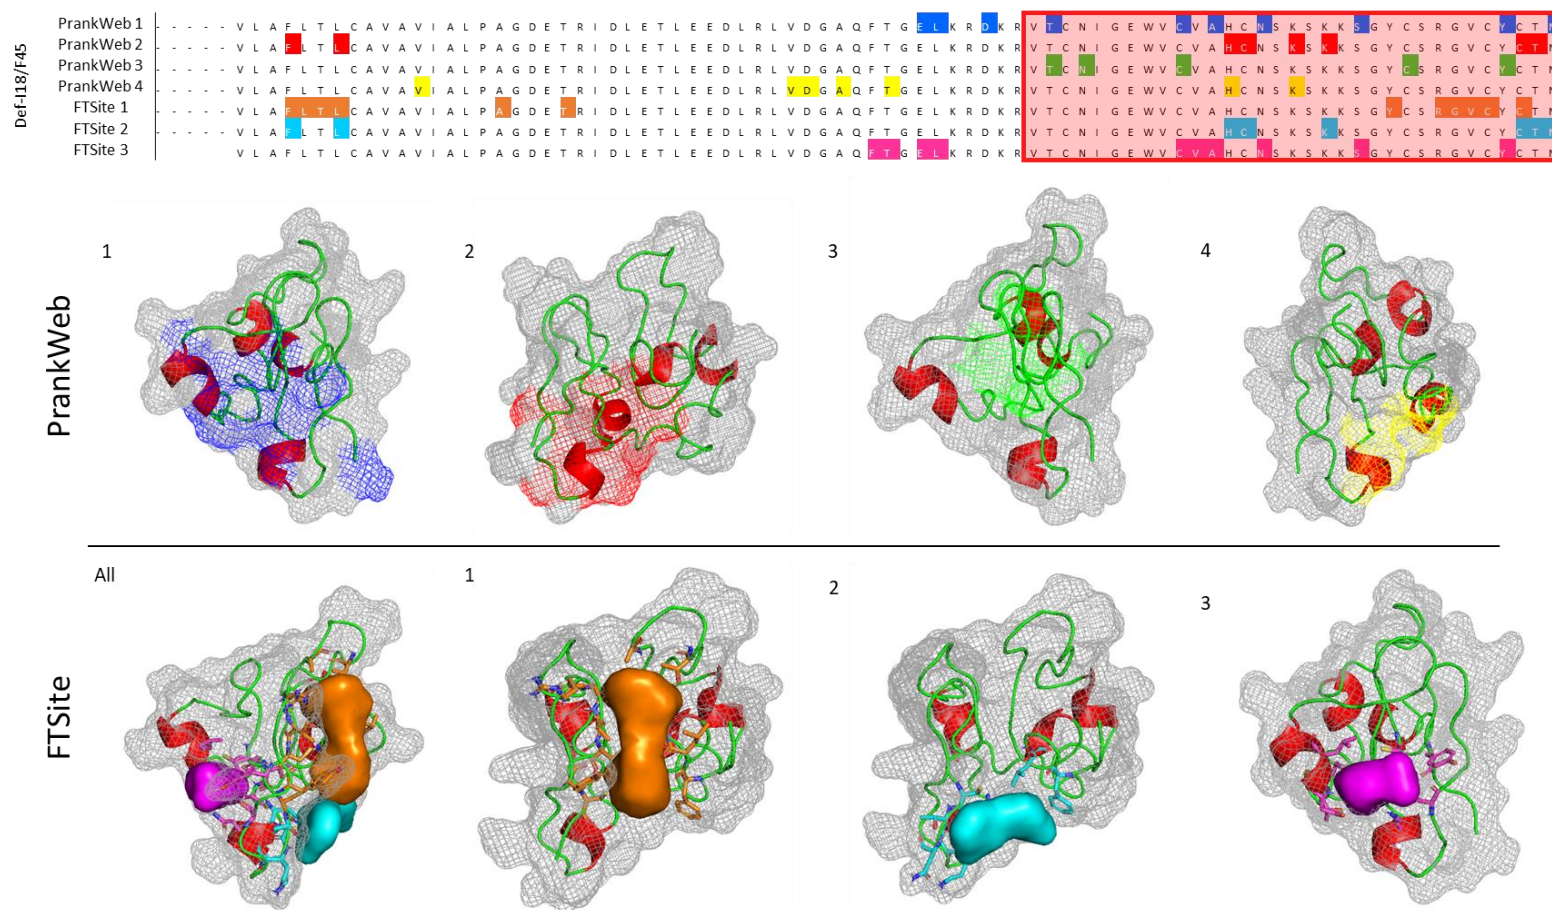 Def-I18/F45
PrankWeb 1 - - - - - V L A F L T L C A V A V I A L P A G D E T R I D L E T L E E D L R L V D G A Q F T G E L K R D K R V T C N I G E W V C V A H C N S K S K K S G Y C S R G V C Y C T N
PrankWeb 2 - - - - - V L A F L T L C A V A V I A L P A G D E T R I D L E T L E E D L R L V D G A Q F T G E L K R D K R V T C N I G E W V C V A H C N S K S K K S G Y C S R G V C Y C T N
PrankWeb 3 - - - - - V L A F L T L C A V A V I A L P A G D E T R I D L E T L E E D L R L V D G A Q F T G E L K R D K R V T C N I G E W V C V A H C N S K S K K S G Y C S R G V C Y C T N
PrankWeb 4 - - - - - V L A F L T L C A V A V I A L P A G D E T R I D L E T L E E D L R L V D G A Q F T G E L K R D K R V T C N I G E W V C V A H C N S K S K K S G Y C S R G V C Y C T N
FTSite 1 - - - - - V L A F L T L C A V A V I A L P A G D E T R I D L E T L E E D L R L V D G A Q F T G E L K R D K R V T C N I G E W V C V A H C N S K S K K S G Y C S R G V C Y C T N
FTSite 2 - - - - - V L A F L T L C A V A V I A L P A G D E T R I D L E T L E E D L R L V D G A Q F T G E L K R D K R V T C N I G E W V C V A H C N S K S K K S G Y C S R G V C Y C T N
FTSite 3 - - - - - V L A F L T L C A V A V I A L P A G D E T R I D L E T L E E D L R L V D G A Q F T G E L K R D K R V T C N I G E W V C V A H C N S K S K K S G Y C S R G V C Y C T N
PrankWeb
1
2
3
4
FTSite
All
1
2
3